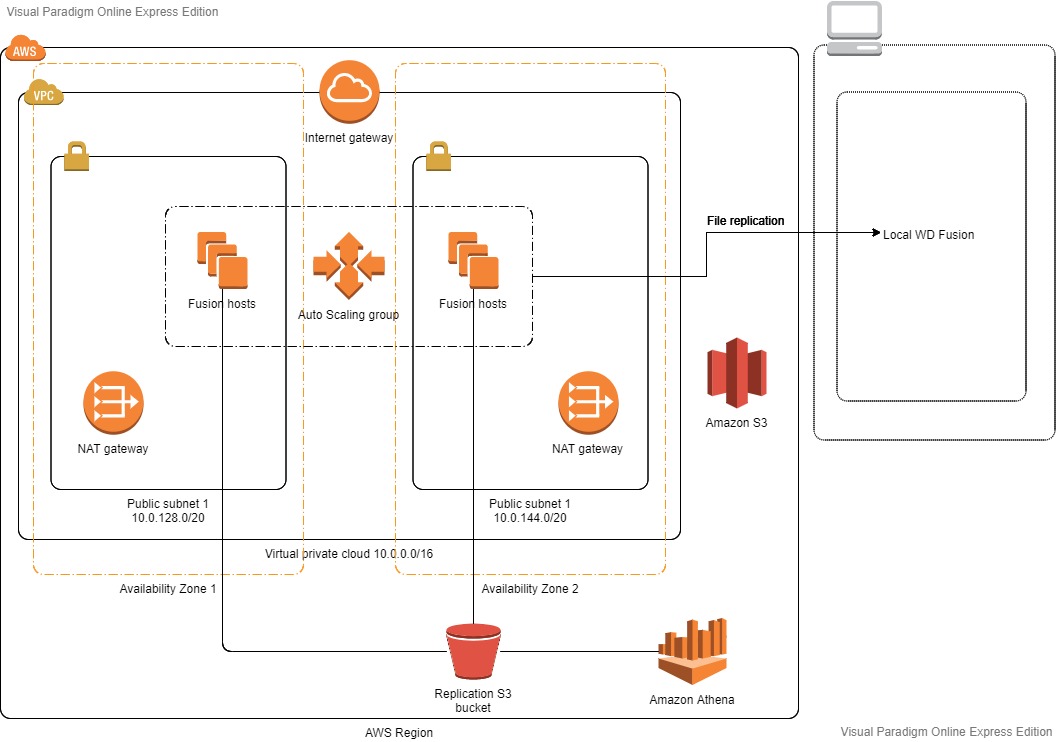 Visual Paradigm Online Express Edition
AWS
VPC
Internet gateway
File replication
Local WD Fusion
Fusion hosts
Auto Scaling group
Fusion hosts
Amazon S3
NAT gateway
NAT gateway
Public subnet 1
10.0.128.0/20
Public subnet 1
10.0.144.0/20
Virtual private cloud 10.0.0.0/16
Availability Zone 1
Availability Zone 2
Replication S3
bucket
Amazon Athena
AWS Region
Visual Paradigm Online Express Edition